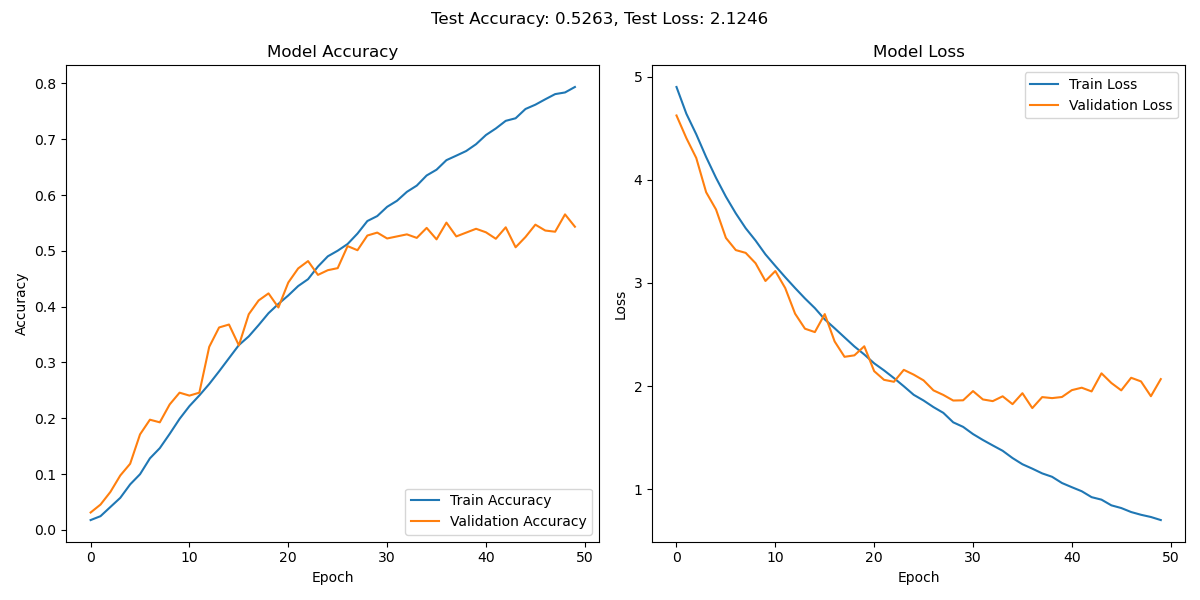 Test Accuracy: 0.5263, Test Loss: 2.1246
Model Accuracy
Accuracy
0.8
0.7
0.6
0.5
0.4
0.3
0.2
0.1
0.0
Train Accuracy
Validation Accuracy
0 10 20 30 40 50
Epoch
Model Loss
Loss
5
4
3
2
1
Train Loss
Validation Loss
0 10 20 30 40 50
Epoch